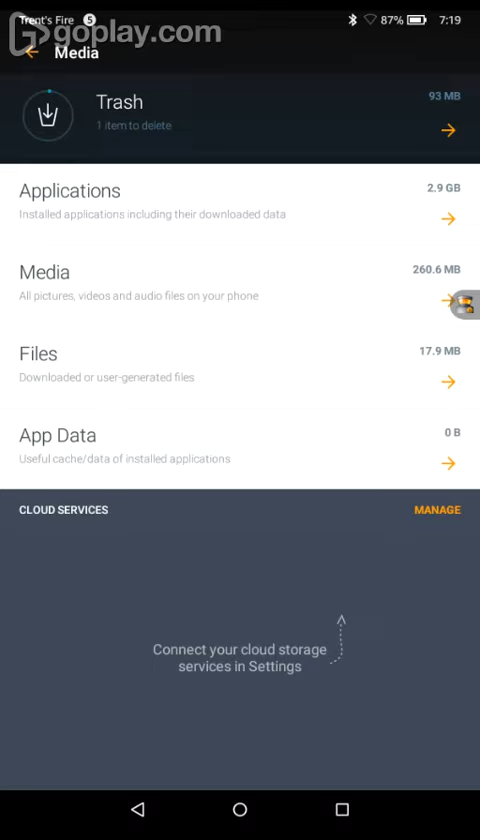 Trent's Fire 5 87% 7:19
goplay.com
Media
Trash 93 MB
1 item to delete
Applications 2.9 GB
Installed applications including their downloaded data
Media 260.6 MB
All pictures, videos and audio files on your phone
Files 17.9 MB
Downloaded or user-generated files
App Data 0 B
Useful cache/data of installed applications
CLOUD SERVICES MANAGE
Connect your cloud storage
services in Settings